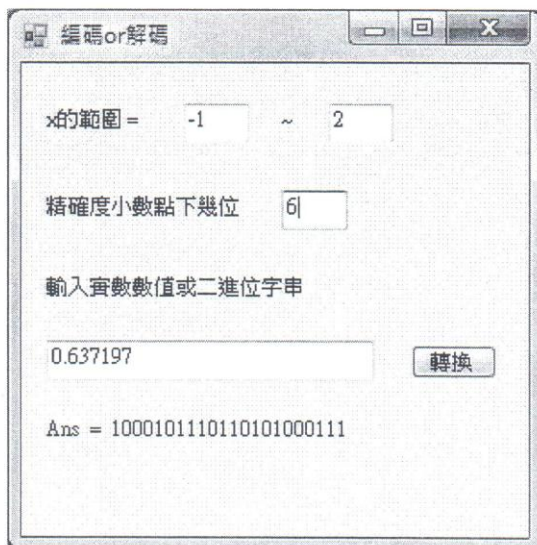 編碼or解碼
x的範圍 = -1 ~ 2
精確度小數點下幾位 6
輸入實數數值或二進位字串
0.637197 轉換
Ans = 1000101110110101000111